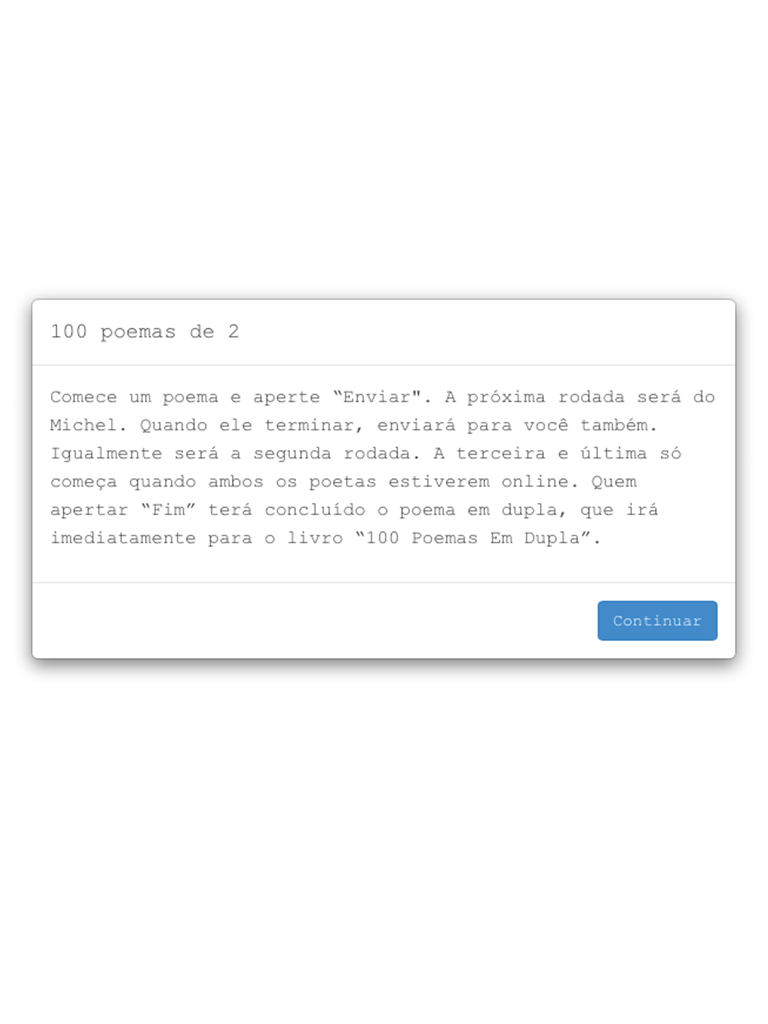 100 poemas de 2
Comece um poema e aperte “Enviar". A próxima rodada será do
Michel. Quando ele terminar, enviará para você também.
Igualmente será a segunda rodada. A terceira e última só
começa quando ambos os poetas estiverem online. Quem
apertar “Fim” terá concluído o poema em dupla, que irá
imediatamente para o livro “100 Poemas Em Dupla”.
Continuar